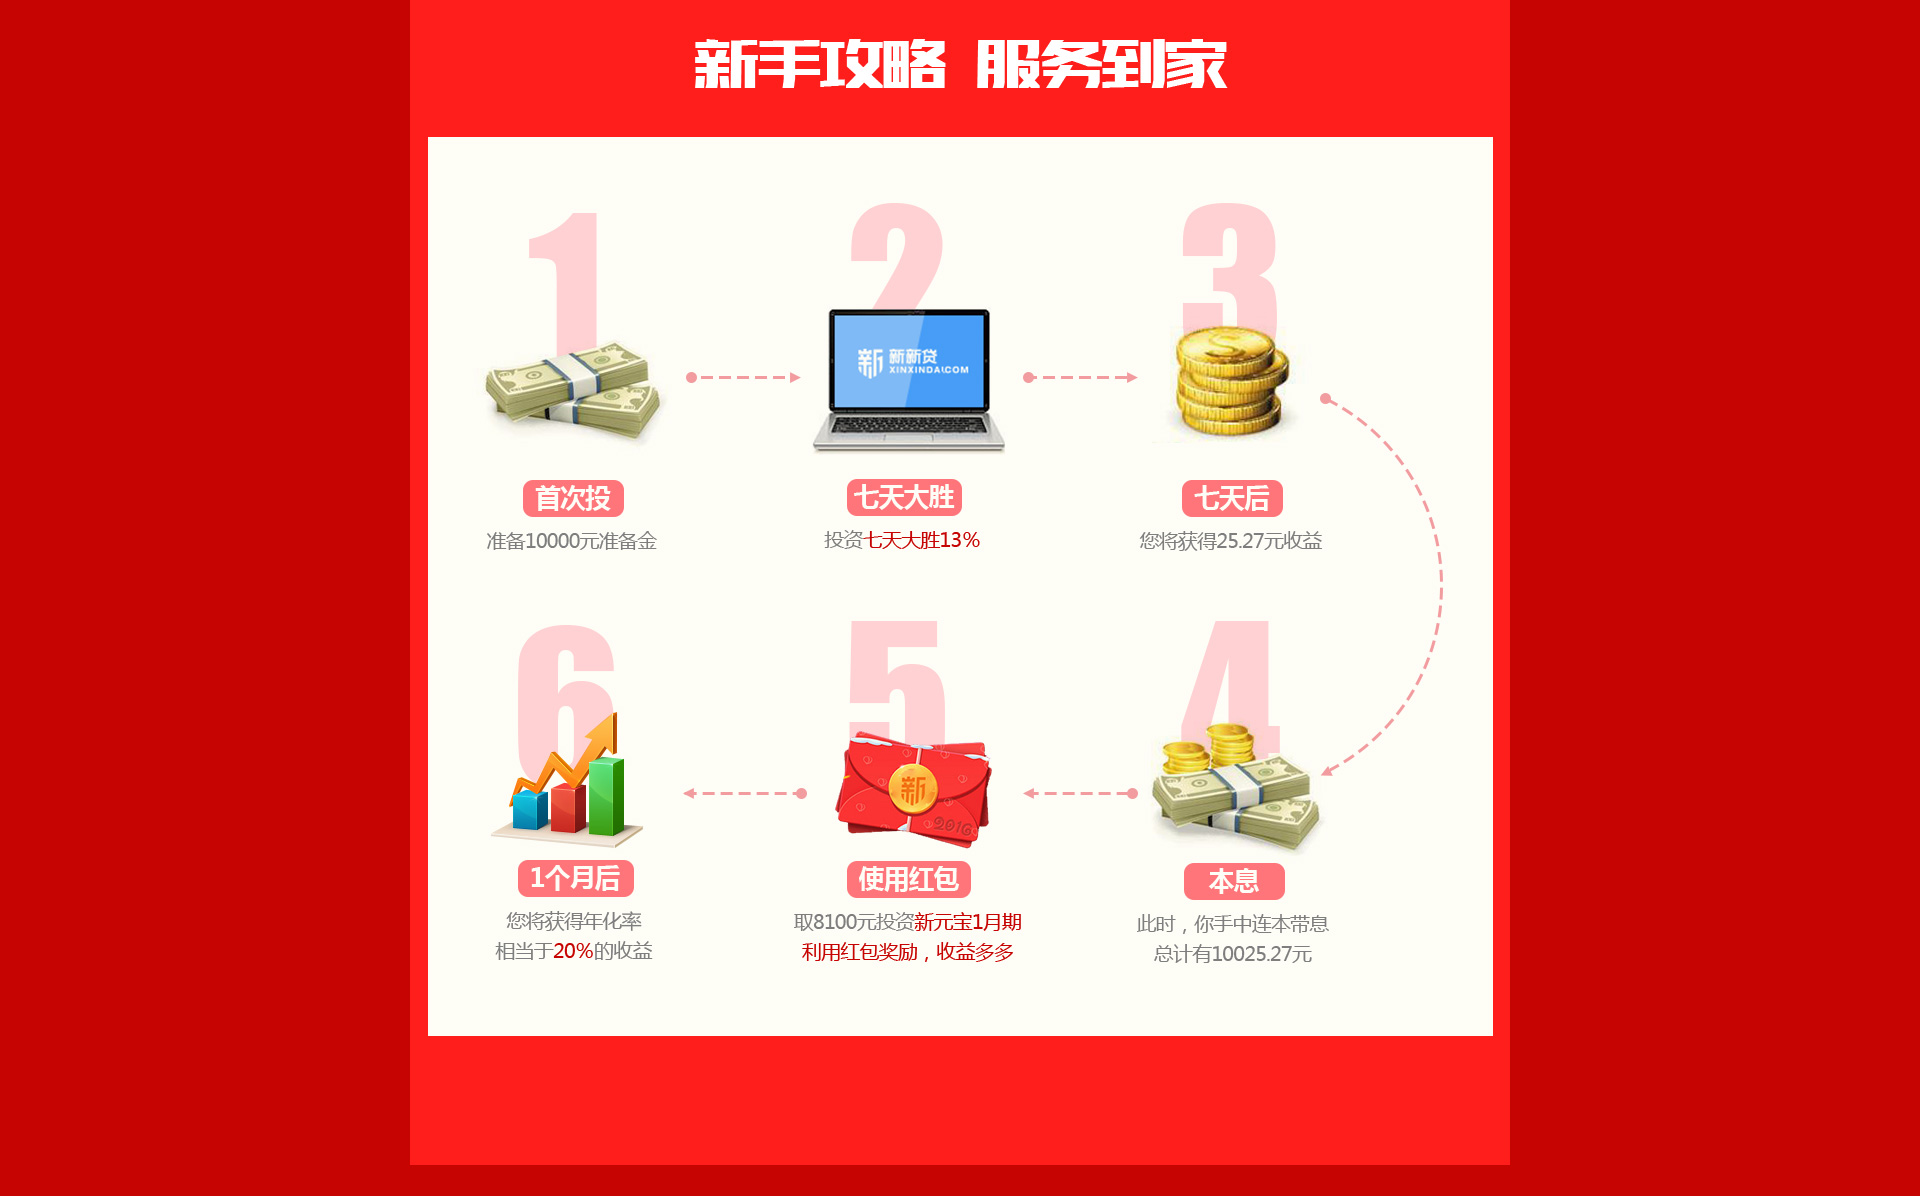 新手攻略 服务到家
1
2
3
新 新新贷
XINXINDAI.COM
首次投
准备10000元准备金
七天大胜
投资七天大胜13%
七天后
您将获得25.27元收益
4
本息
此时，你手中连本带息
总计有10025.27元
5
新
2016
使用红包
取8100元投资新元宝1月期
利用红包奖励，收益多多
6
1个月后
您将获得年化率
相当于20%的收益